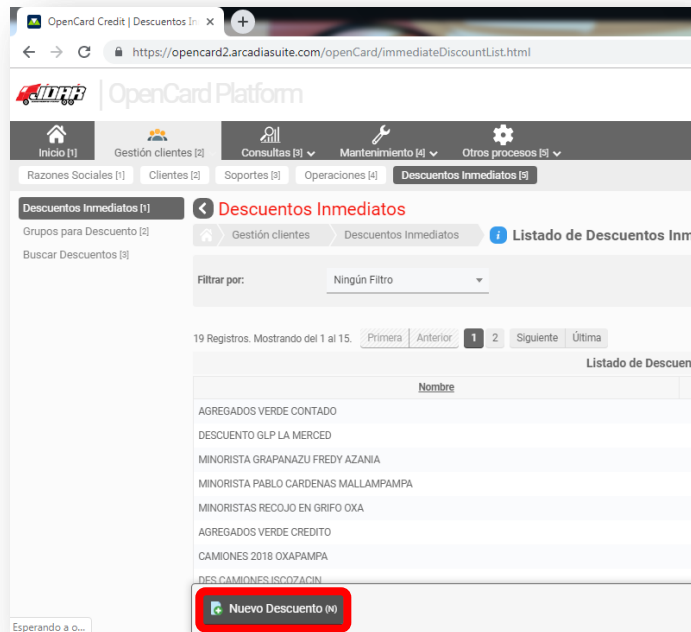 OpenCard Credit | Descuentos In
https://opencard2.arcadiasuite.com/openCard/immediateDiscountList.html
JDAR OpenCard Platform
Inicio [1] Gestión clientes [2] Consultas [3] Mantenimiento [4] Otros procesos [5]
Razones Sociales [1] Clientes [2] Soportes [3] Operaciones [4] Descuentos Inmediatos [5]
Descuentos Inmediatos [1]
Grupos para Descuento [2]
Buscar Descuentos [3]
Descuentos Inmediatos
Gestión clientes Descuentos Inmediatos Listado de Descuentos Inm
Filtrar por: Ningún Filtro
19 Registros. Mostrando del 1 al 15. Primera Anterior 1 2 Siguiente Última
Listado de Descuen
Nombre
AGREGADOS VERDE CONTADO
DESCUENTO GLP LA MERCED
MINORISTA GRAPANAZU FREDY AZANIA
MINORISTA PABLO CARDENAS MALLAMPAMPA
MINORISTAS RECOJO EN GRIFO OXA
AGREGADOS VERDE CREDITO
CAMIONES 2018 OXAPAMPA
DES CAMIONES ISCOZACIN
Nuevo Descuento (N)
Esperando a o...